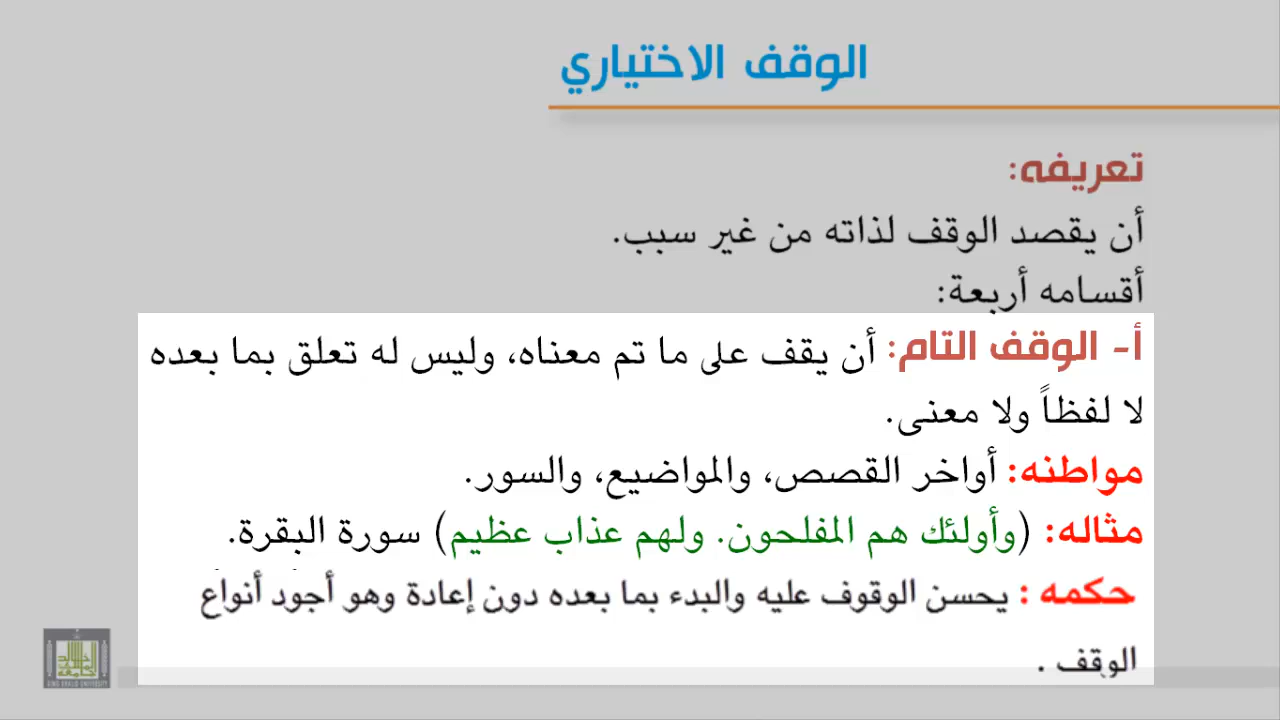 الوقف الاختياري
تعريفه:
أن يقصد الوقف لذاته من غير سبب.
أقسامه أربعة:
أ- الوقف التام: أن يقف على ما تم معناه، وليس له تعلق بما بعده
لا لفظاً ولا معنى.
مواطنه: أواخر القصص، والمواضيع، والسور.
مثاله: (وأولئك هم المفلحون. ولهم عذاب عظيم) سورة البقرة.
حكمه : يحسن الوقوف عليه والبدء بما بعده دون إعادة وهو أجود أنواع
الوقف .